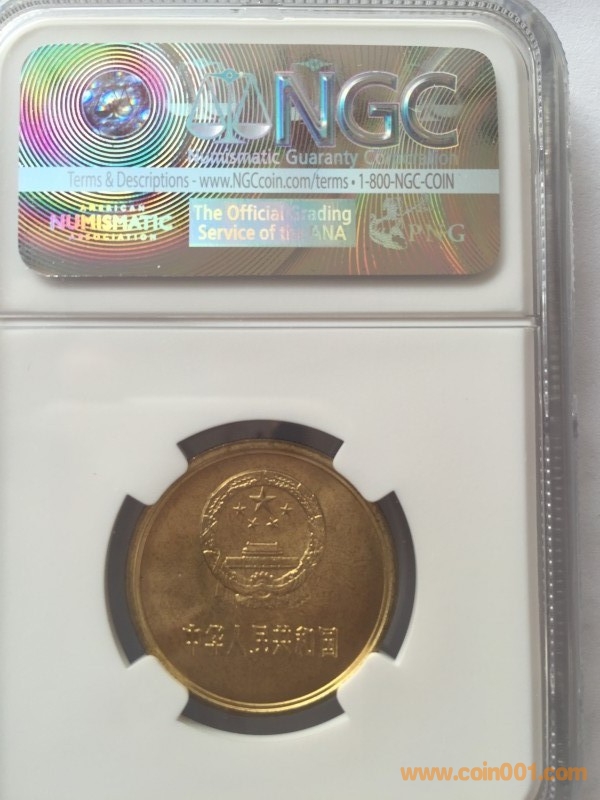 NGC
Numismatic Guaranty Corporation
Terms & Descriptions - www.NGCcoin.com/terms • 1-800-NGC-COIN
AMERICAN
NUMISMATIC
ASSOCIATION
The Official Grading
Service of the ANA
PNG
中华人民共和国
www.coin001.com